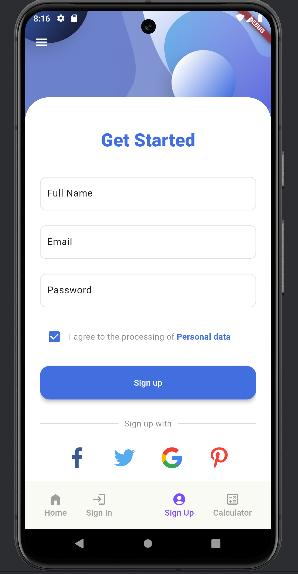 8:16
DEBUG
Get Started
Full Name
Email
Password
I agree to the processing of Personal data
Sign up
Sign up with
Home Sign In Sign Up Calculator